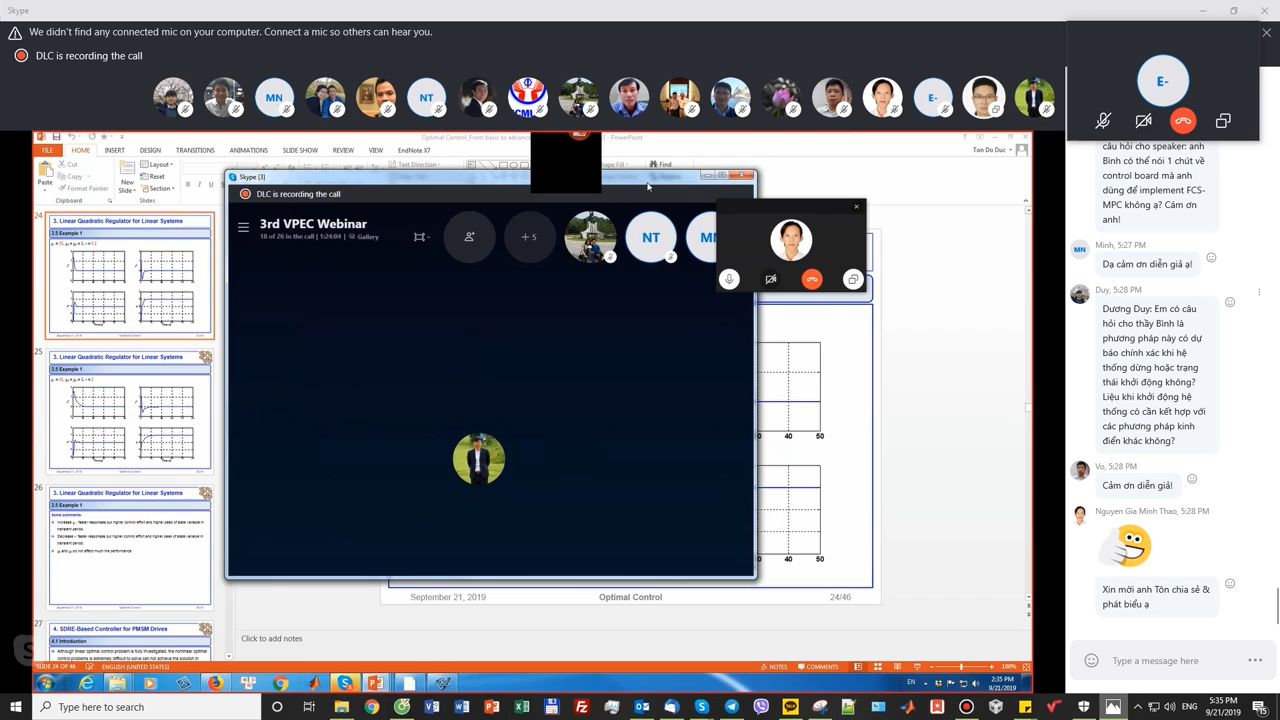 Skype
We didn't find any connected mic on your computer. Connect a mic so others can hear you.
DLC is recording the call
MN
NT
E-
E-
Optimal Control_From basic to advance
PowerPoint
FILE
HOME
INSERT
DESIGN
TRANSITIONS
ANIMATIONS
SLIDE SHOW
REVIEW
VIEW
EndNote X7
Ton Do Duc
Cut
Copy
Format Painter
Paste
Clipboard
New
Slide
Layout
Reset
Section
Slides
Text Direction
Shape Fill
Find
24
3. Linear Quadratic Regulator for Linear Systems
3.5 Example 1
25
3. Linear Quadratic Regulator for Linear Systems
3.5 Example 1
26
3. Linear Quadratic Regulator for Linear Systems
3.5 Example 1
Some comments:
27
4. SDRE-Based Controller for PMSM Drives
4.1 Introduction
Skype [3]
DLC is recording the call
3rd VPEC Webinar
18 of 26 in the call | 1:24:04
Gallery
+ 5
NT
MN
40
50
40
50
September 21, 2019
Optimal Control
24/46
Click to add notes
SLIDE 24 OF 46
ENGLISH (UNITED STATES)
NOTES
COMMENTS
100%
EN
2:35 PM
9/21/2019
câu hỏi cho speaker: anh
Bình có thể nói 1 chút về
control board mà anh
dùng để implement FCS-
MPC không ạ? Cám ơn
anh!
MN
Minh, 5:27 PM
Dạ cảm ơn diễn giả ạ!
Duy, 5:28 PM
Dương Duy: Em có câu
hỏi cho thầy Bình là
phương pháp này có dự
báo chính xác khi hệ
thống dừng hoặc trạng
thái khởi động không?
Liệu khi khởi động hệ
thống có cần kết hợp với
các phương pháp kinh
điển khác không?
Vo, 5:28 PM
Cảm ơn diễn giả!
Nguyen Gia Minh Thao, 5:28 PM
Xin mời anh Tôn chia sẻ &
phát biểu ạ
Type a message here
Type here to search
5:35 PM
9/21/2019
15